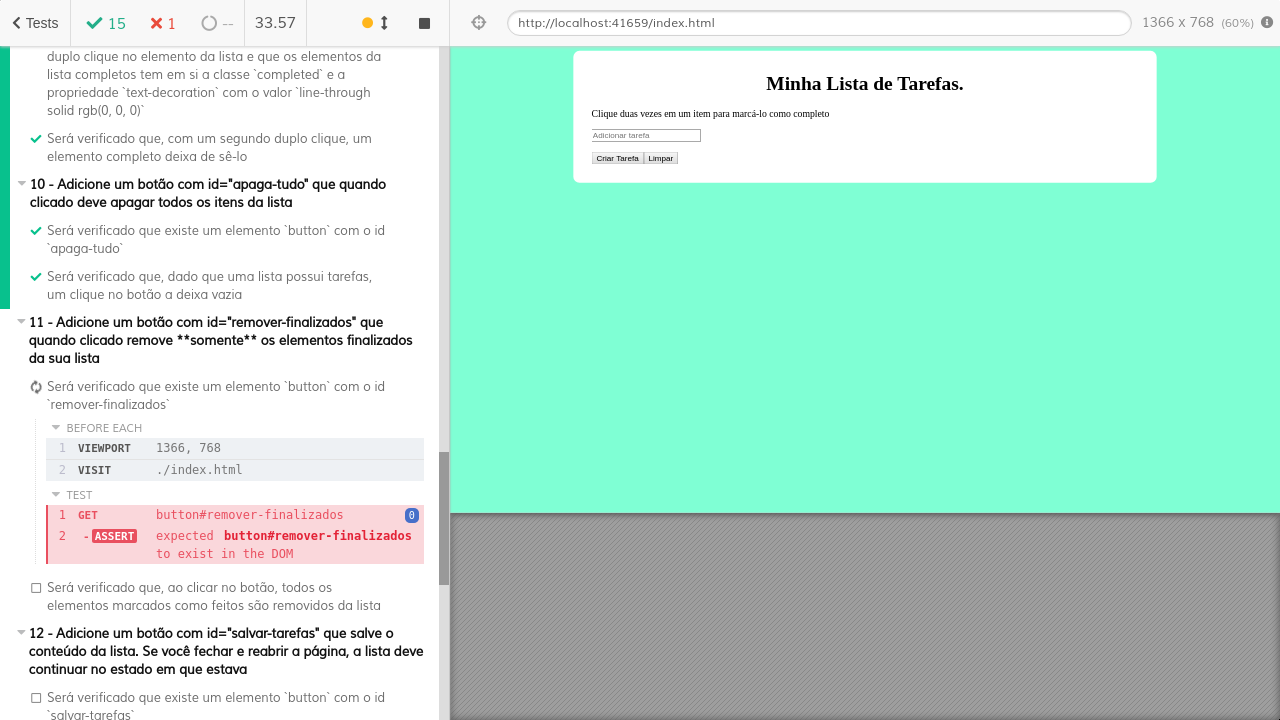 Tests
15
1
--
33.57
http://localhost:41659/index.html
1366 x 768 (60%)
duplo clique no elemento da lista e que os elementos da
lista completos tem em si a classe `completed` e a
propriedade `text-decoration` com o valor `line-through
solid rgb(0, 0, 0)`
Será verificado que, com um segundo duplo clique, um
elemento completo deixa de sê-lo
10 - Adicione um botão com id="apaga-tudo" que quando
clicado deve apagar todos os itens da lista
Será verificado que existe um elemento `button` com o id
`apaga-tudo`
Será verificado que, dado que uma lista possui tarefas,
um clique no botão a deixa vazia
11 - Adicione um botão com id="remover-finalizados" que
quando clicado remove **somente** os elementos finalizados
da sua lista
Será verificado que existe um elemento `button` com o id
`remover-finalizados`
BEFORE EACH
1 VIEWPORT 1366, 768
2 VISIT ./index.html
TEST
1 GET button#remover-finalizados 0
2 -ASSERT expected button#remover-finalizados
to exist in the DOM
Será verificado que, ao clicar no botão, todos os
elementos marcados como feitos são removidos da lista
12 - Adicione um botão com id="salvar-tarefas" que salve o
conteúdo da lista. Se você fechar e reabrir a página, a lista deve
continuar no estado em que estava
Será verificado que existe um elemento `button` com o id
`salvar-tarefas`
Minha Lista de Tarefas.
Clique duas vezes em um item para marcá-lo como completo
Adicionar tarefa
Criar Tarefa Limpar